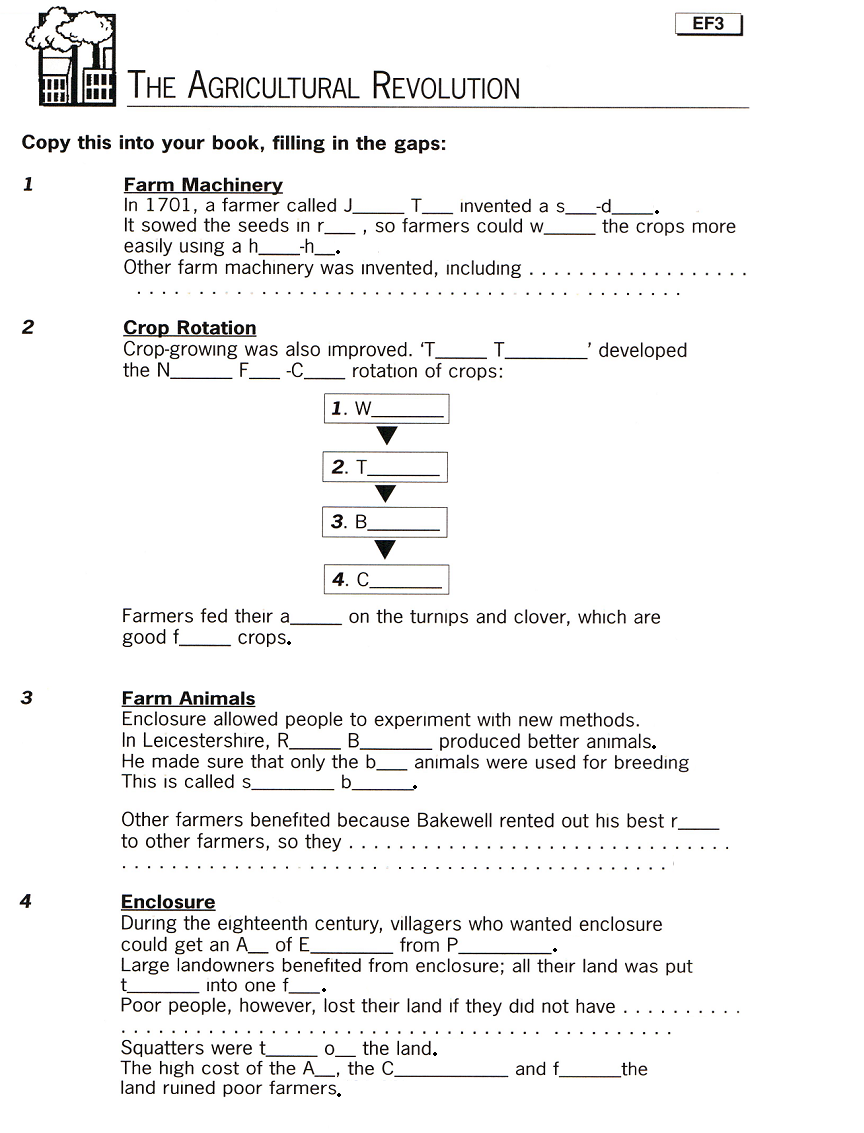 EF3
THE AGRICULTURAL REVOLUTION
Copy this into your book, filling in the gaps:
1 Farm Machinery
In 1701, a farmer called J_____ T___ invented a s___-d____.
It sowed the seeds in r___ , so farmers could w_____ the crops more
easily using a h____-h__.
Other farm machinery was invented, including . . . . . . . . . . . . . . . . . .
. . . . . . . . . . . . . . . . . . . . . . . . . . . . . . . . . . . . . . . . . . . .
2 Crop Rotation
Crop-growing was also improved. ‘T_____ T________’ developed
the N______ F___ -C____ rotation of crops:
1. W_______
2. T_______
3. B_______
4. C_______
Farmers fed their a_____ on the turnips and clover, which are
good f_____ crops.
3 Farm Animals
Enclosure allowed people to experiment with new methods.
In Leicestershire, R_____ B_______ produced better animals.
He made sure that only the b___ animals were used for breeding
This is called s________ b______.
Other farmers benefited because Bakewell rented out his best r____
to other farmers, so they . . . . . . . . . . . . . . . . . . . . . . . . . . . . . . .
. . . . . . . . . . . . . . . . . . . . . . . . . . . . . . . . . . . . . . . . . . . .
4 Enclosure
During the eighteenth century, villagers who wanted enclosure
could get an A__ of E________ from P_________.
Large landowners benefited from enclosure; all their land was put
t_______ into one f___.
Poor people, however, lost their land if they did not have . . . . . . . . . .
. . . . . . . . . . . . . . . . . . . . . . . . . . . . . . . . . . . . . . . . . . . .
Squatters were t_____ o__ the land.
The high cost of the A__, the C___________ and f______the
land ruined poor farmers.